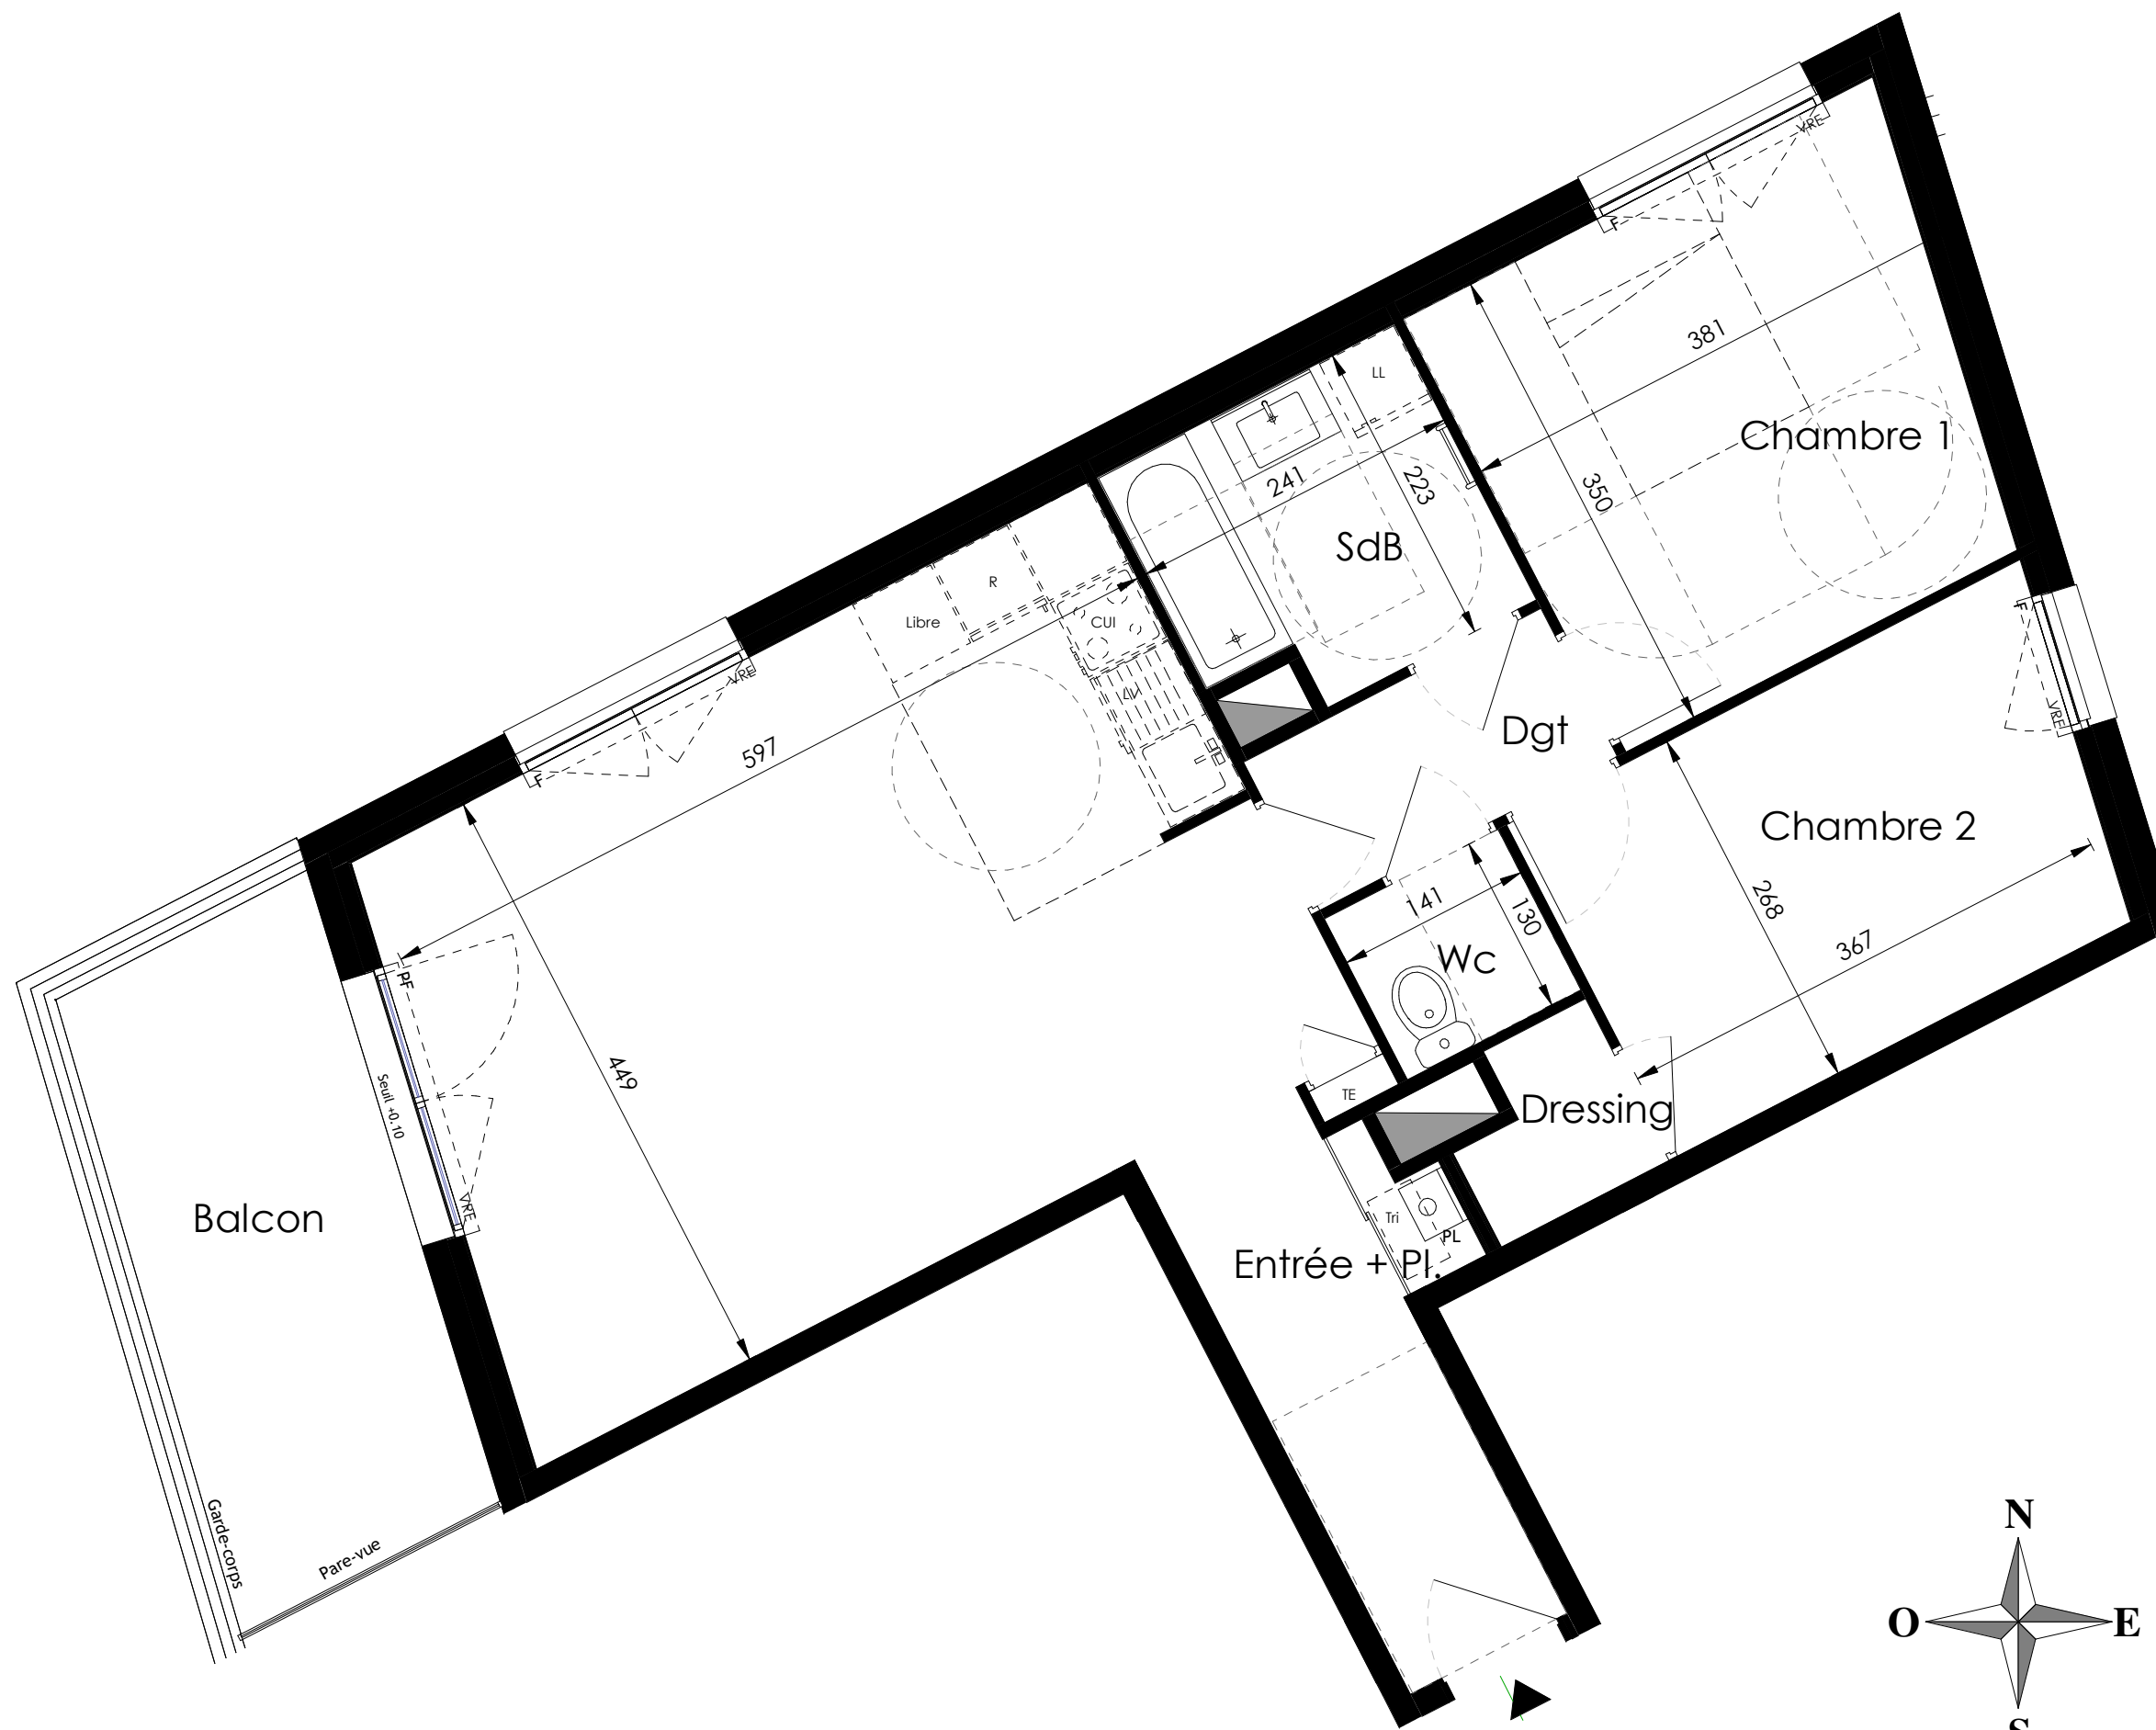 VRE
F
381
Chambre 1
LL
241
223
350
SdB
R
Libre
CUI
LV
F
VRE
VRE
F
597
Dgt
Chambre 2
268
367
141
130
Wc
PF
449
Seuil +0.10
VRE
TE
Dressing
Balcon
Tri
PL
Entrée + Pl.
Garde-corps
Pare-vue
N
O
E
S